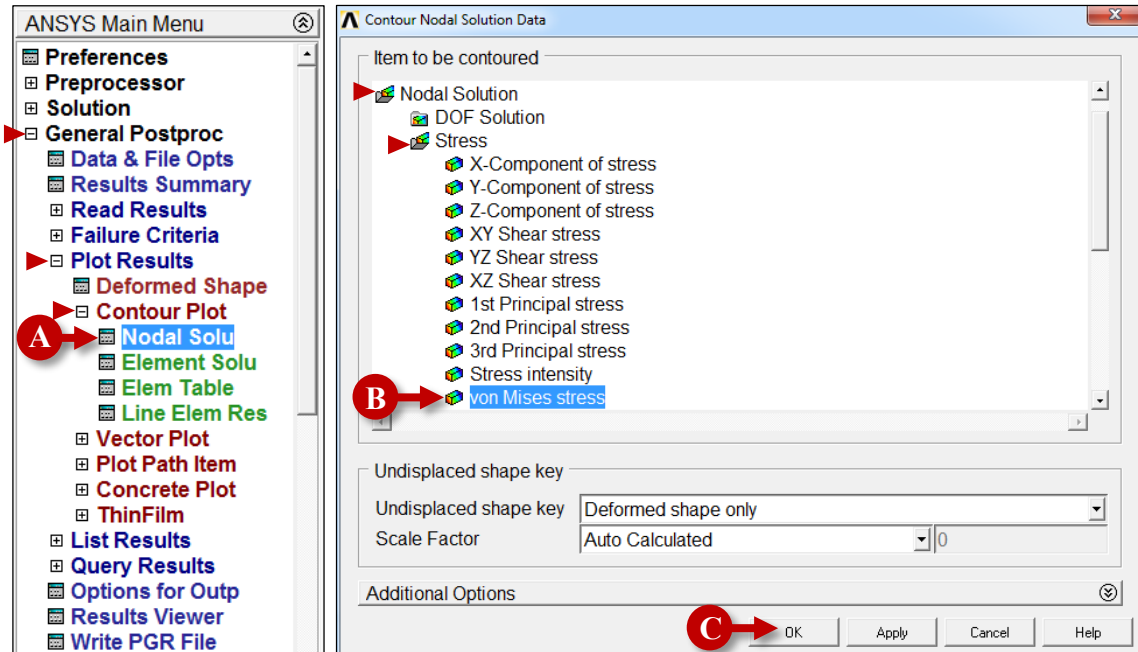 ANSYS Main Menu
Preferences
Preprocessor
Solution
General Postproc
Data & File Opts
Results Summary
Read Results
Failure Criteria
Plot Results
Deformed Shape
Contour Plot
A
Nodal Solu
Element Solu
Elem Table
Line Elem Res
Vector Plot
Plot Path Item
Concrete Plot
ThinFilm
List Results
Query Results
Options for Outp
Results Viewer
Write PGR File
Contour Nodal Solution Data
Item to be contoured
Nodal Solution
DOF Solution
Stress
X-Component of stress
Y-Component of stress
Z-Component of stress
XY Shear stress
YZ Shear stress
XZ Shear stress
1st Principal stress
2nd Principal stress
3rd Principal stress
Stress intensity
B
von Mises stress
Undisplaced shape key
Undisplaced shape key Deformed shape only
Scale Factor Auto Calculated 0
Additional Options
C
OK Apply Cancel Help